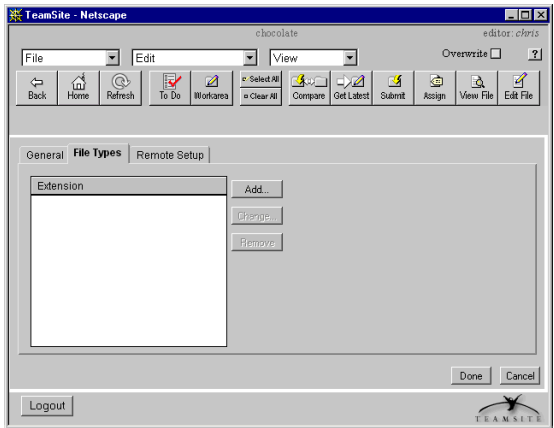 TeamSite - Netscape
chocolate
editor: chris
File Edit View Overwrite ?
Back Home Refresh To Do Workarea Select All Clear All Compare Get Latest Submit Assign View File Edit File
General File Types Remote Setup
Extension
Add...
Change...
Remove
Done Cancel
Logout
TEAMSITE